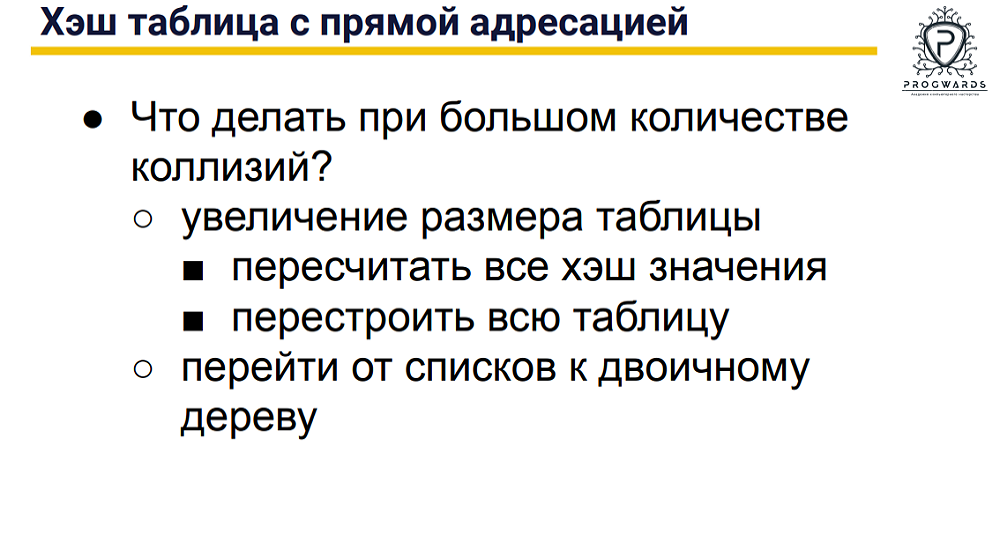 Хэш таблица с прямой адресацией
PROGWARDS
● Что делать при большом количестве
коллизий?
○ увеличение размера таблицы
■ пересчитать все хэш значения
■ перестроить всю таблицу
○ перейти от списков к двоичному
дереву